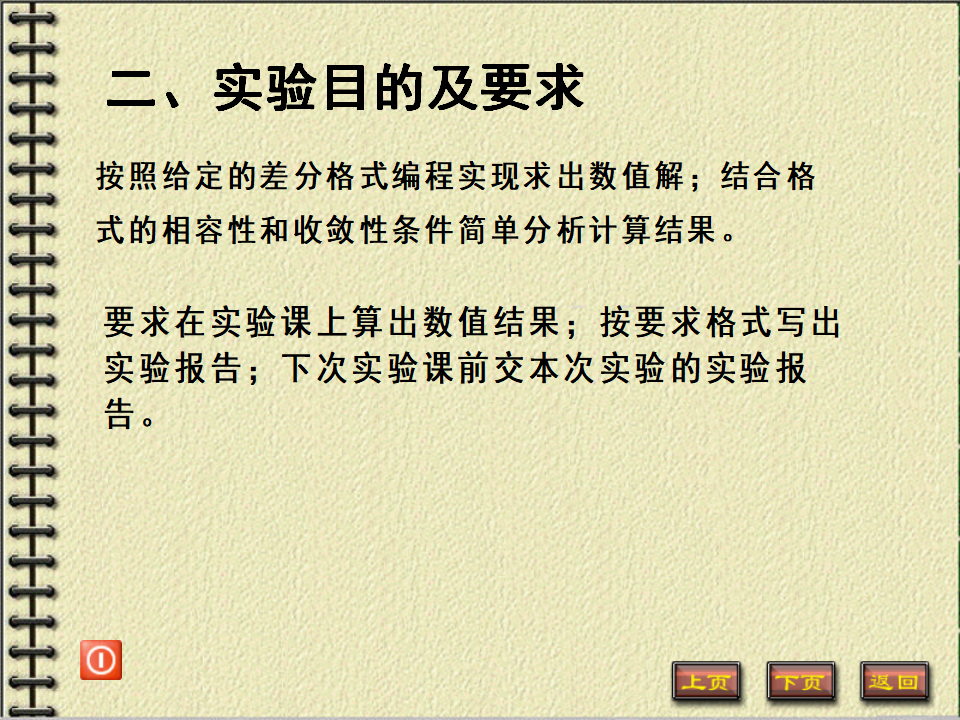 二、实验目的及要求
按照给定的差分格式编程实现求出数值解；结合格
式的相容性和收敛性条件简单分析计算结果。
要求在实验课上算出数值结果；按要求格式写出
实验报告；下次实验课前交本次实验的实验报
告。
上页 下页 返回